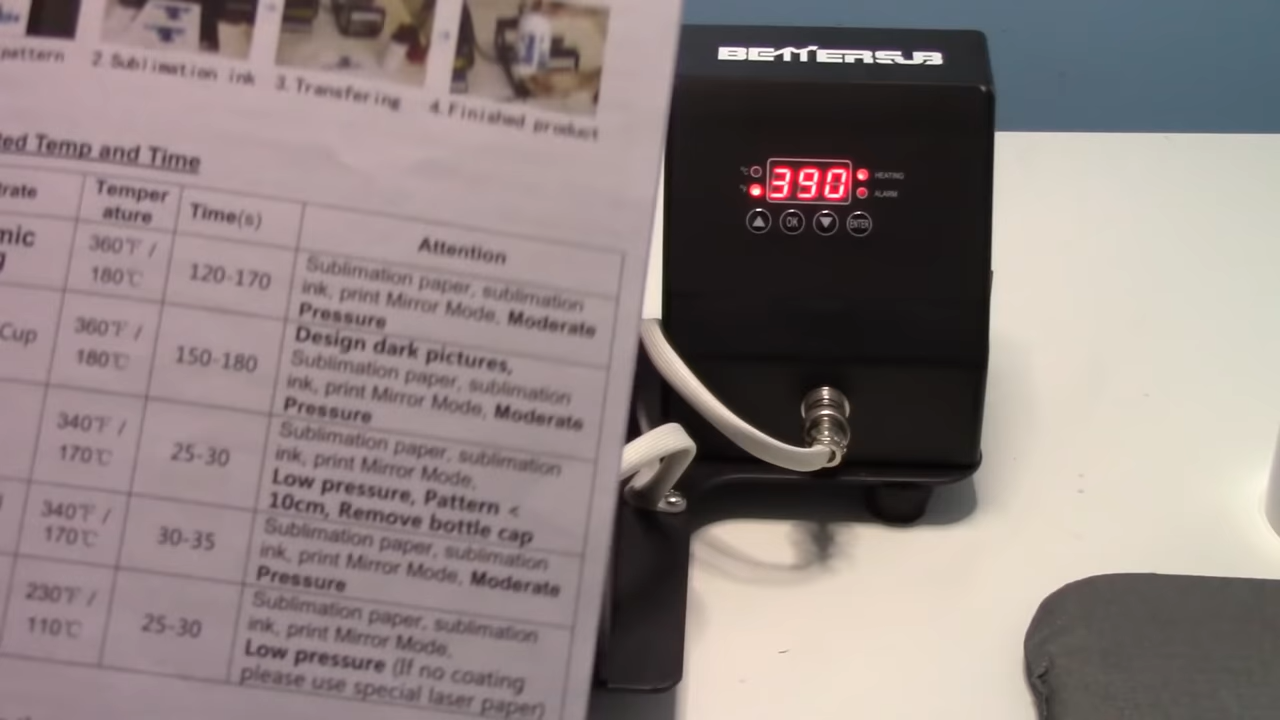 pattern
2.Sublimation ink
3.Transfering
4.Finished product
ed Temp and Time
rate
Temper
ature
Time(s)
Attention
mic
g
360℉ /
180℃
120-170
Sublimation paper, sublimation
ink, print Mirror Mode, Moderate
Pressure
Cup
360℉ /
180℃
150-180
Design dark pictures,
Sublimation paper, sublimation
ink, print Mirror Mode, Moderate
Pressure
340℉ /
170℃
25-30
Sublimation paper, sublimation
ink, print Mirror Mode,
Low pressure, Pattern <
10cm, Remove bottle cap
340℉ /
170℃
30-35
Sublimation paper, sublimation
ink, print Mirror Mode, Moderate
Pressure
230℉ /
110℃
25-30
Sublimation paper, sublimation
ink, print Mirror Mode,
Low pressure (If no coating
please use special laser paper)
BETTERSUB
℃
390
HEATING
℉
ALARM
OK
ENTER